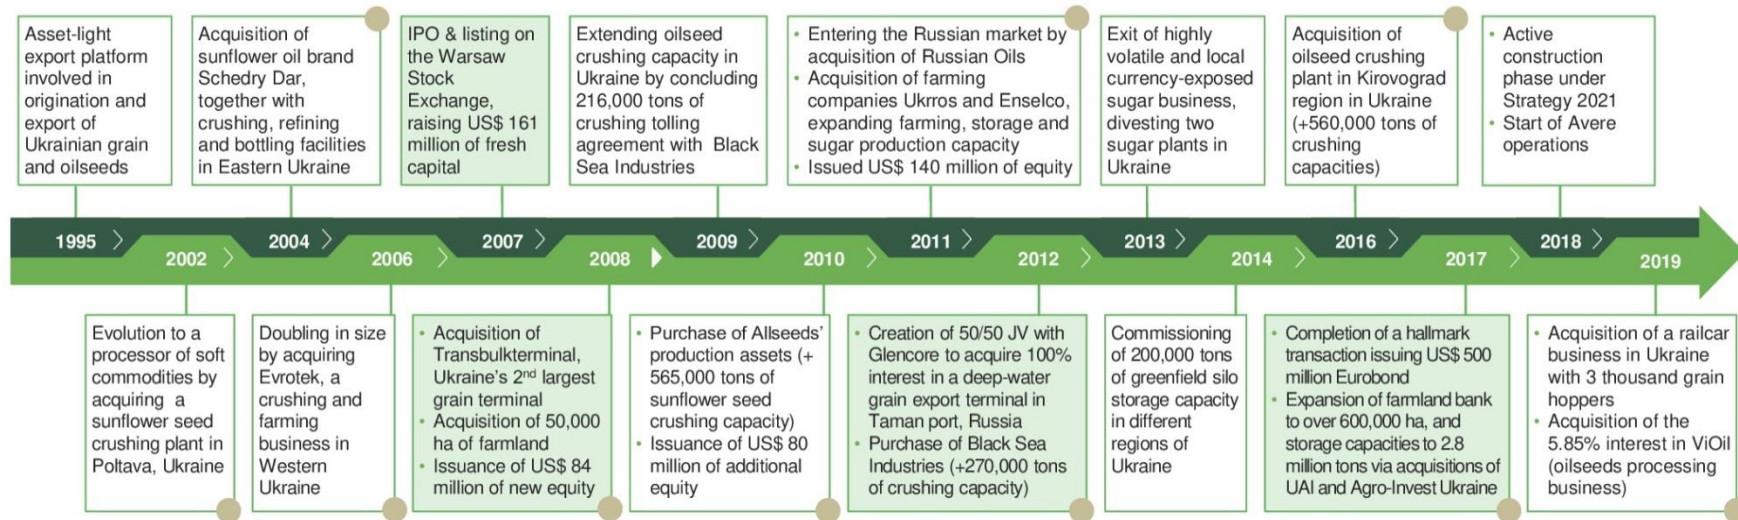 Asset-light
export platform
involved in
origination and
export of
Ukrainian grain
and oilseeds
Acquisition of
sunflower oil brand
Schedry Dar,
together with
crushing, refining
and bottling facilities
in Eastern Ukraine
IPO & listing on
the Warsaw
Stock
Exchange,
raising US$ 161
million of fresh
capital
Extending oilseed
crushing capacity in
Ukraine by concluding
216,000 tons of
crushing tolling
agreement with Black
Sea Industries
• Entering the Russian market by
acquisition of Russian Oils
• Acquisition of farming
companies Ukrros and Enselco,
expanding farming, storage and
sugar production capacity
• Issued US$ 140 million of equity
Exit of highly
volatile and local
currency-exposed
sugar business,
divesting two
sugar plants in
Ukraine
Acquisition of
oilseed crushing
plant in Kirovograd
region in Ukraine
(+560,000 tons of
crushing
capacities)
• Active
construction
phase under
Strategy 2021
• Start of Avere
operations
1995
2002
2004
2006
2007
2008
2009
2010
2011
2012
2013
2014
2016
2017
2018
2019
Evolution to a
processor of soft
commodities by
acquiring a
sunflower seed
crushing plant in
Poltava, Ukraine
Doubling in size
by acquiring
Evrotek, a
crushing and
farming
business in
Western
Ukraine
• Acquisition of
Transbulkterminal,
Ukraine's 2nd largest
grain terminal
• Acquisition of 50,000
ha of farmland
• Issuance of US$ 84
million of new equity
• Purchase of Allseeds'
production assets (+
565,000 tons of
sunflower seed
crushing capacity)
• Issuance of US$ 80
million of additional
equity
• Creation of 50/50 JV with
Glencore to acquire 100%
interest in a deep-water
grain export terminal in
Taman port, Russia
• Purchase of Black Sea
Industries (+270,000 tons
of crushing capacity)
Commissioning
of 200,000 tons
of greenfield silo
storage capacity
in different
regions of
Ukraine
• Completion of a hallmark
transaction issuing US$ 500
million Eurobond
• Expansion of farmland bank
to over 600,000 ha, and
storage capacities to 2.8
million tons via acquisitions of
UAI and Agro-Invest Ukraine
• Acquisition of a railcar
business in Ukraine
with 3 thousand grain
hoppers
• Acquisition of the
5.85% interest in ViOil
(oilseeds processing
business)